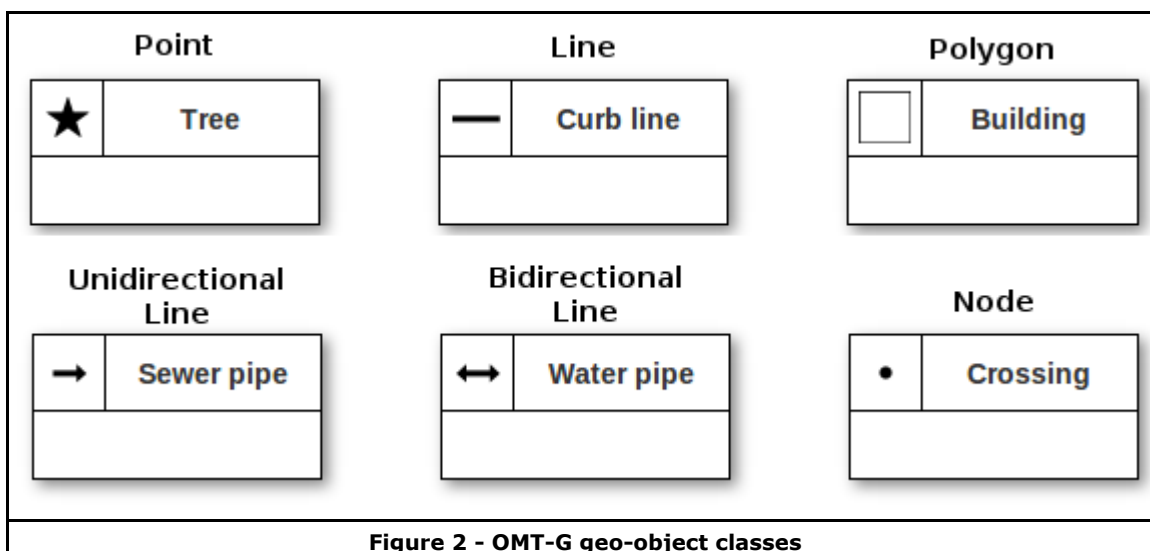 Point
Line
Polygon
Tree
Curb line
Building
Unidirectional
Line
Bidirectional
Line
Node
Sewer pipe
Water pipe
Crossing
Figure 2 - OMT-G geo-object classes